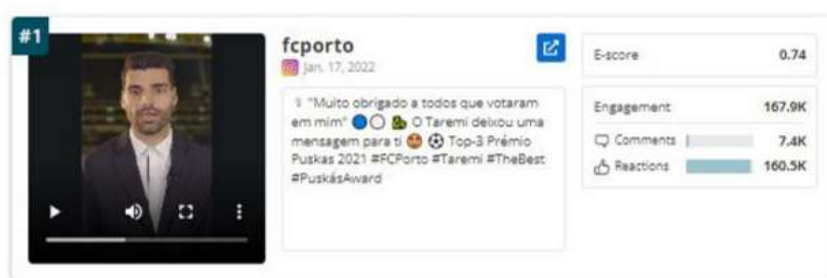 #1
fcporto
Jan. 17, 2022
"Muito obrigado a todos que votaram
em mim" 🔵⚪ 🐉 O Taremi deixou uma
mensagem para ti 🤩 ⚽ Top-3 Prémio
Puskas 2021 #FCPorto #Taremi #TheBest
#PuskásAward
E-score 0.74
Engagement 167.9K
Comments 7.4K
Reactions 160.5K